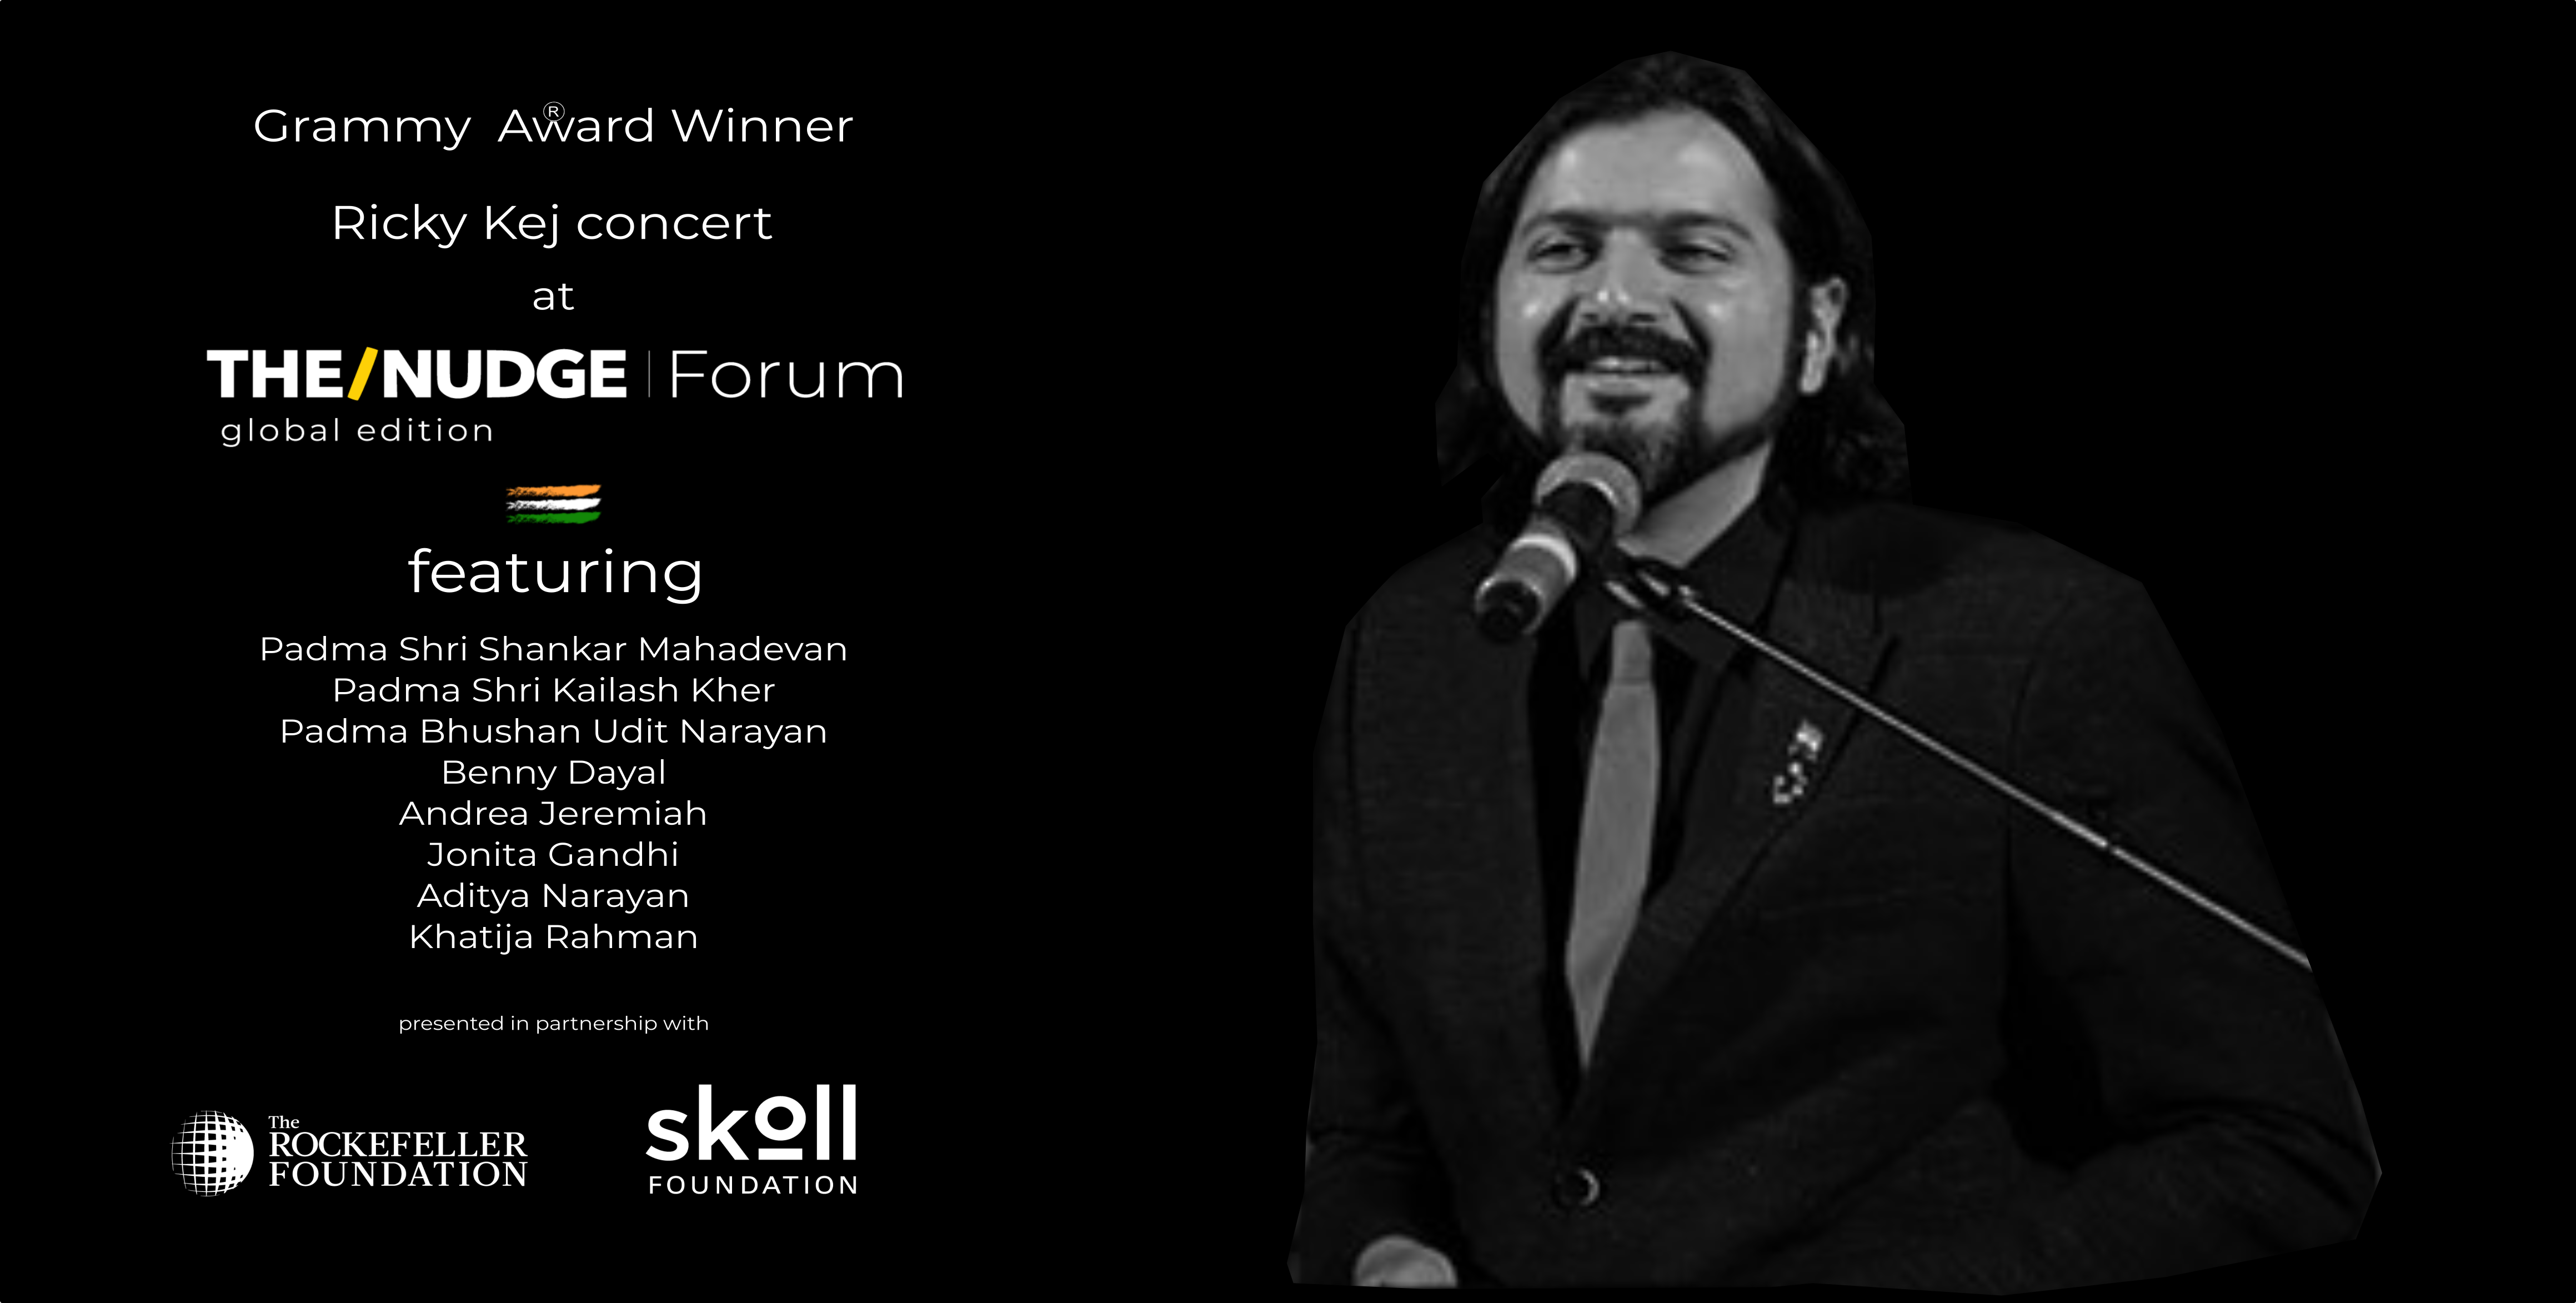 Grammy ® Award Winner
Ricky Kej concert
at
THE/NUDGE | Forum
global edition
featuring
Padma Shri Shankar Mahadevan
Padma Shri Kailash Kher
Padma Bhushan Udit Narayan
Benny Dayal
Andrea Jeremiah
Jonita Gandhi
Aditya Narayan
Khatija Rahman
presented in partnership with
The
ROCKEFELLER
FOUNDATION
skoll
FOUNDATION